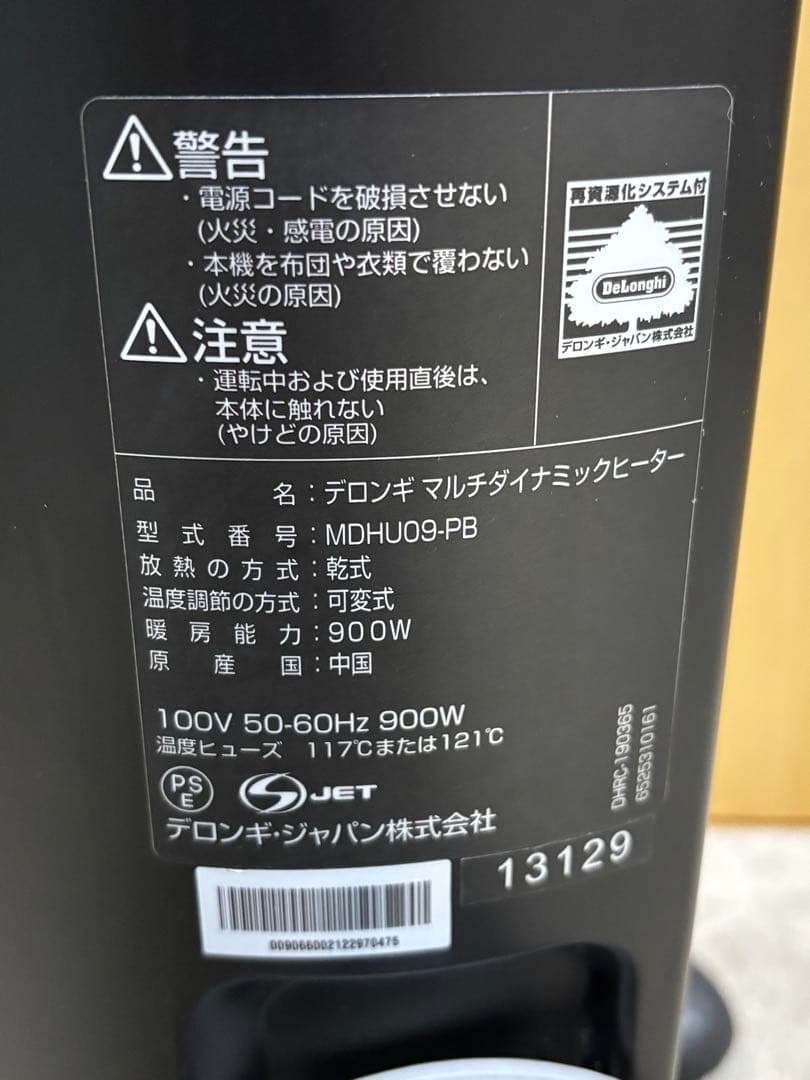 警告
・電源コードを破損させない
(火災・感電の原因)
・本機を布団や衣類で覆わない
(火災の原因)
注意
・運転中および使用直後は、
本体に触れない
(やけどの原因)
再資源化システム付
DeLonghi
デロンギ・ジャパン株式会社
品名:デロンギ マルチダイナミックヒーター
型式番号:MDHU09-PB
放熱の方式:乾式
温度調節の方式:可変式
暖房能力:900W
原産国:中国
100V 50-60Hz 900W
温度ヒューズ 117℃または121℃
PS
E
S JET
デロンギ・ジャパン株式会社
DHRC-190365
6525310161
13129
009066002122970475